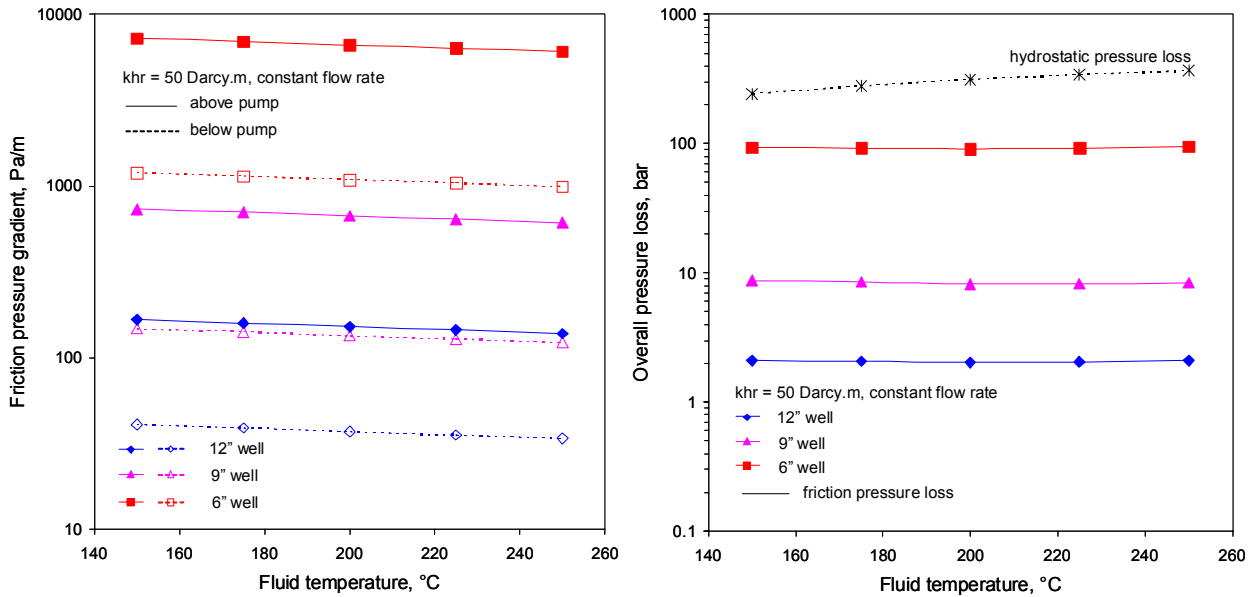 Friction pressure gradient, Pa/m
10000
1000
100
10
khr = 50 Darcy.m, constant flow rate
above pump
below pump
12” well
9” well
6” well
140 160 180 200 220 240 260
Fluid temperature, °C
Overall pressure loss, bar
1000
100
10
1
0.1
hydrostatic pressure loss
khr = 50 Darcy.m, constant flow rate
12” well
9” well
6” well
friction pressure loss
140 160 180 200 220 240 260
Fluid temperature, °C